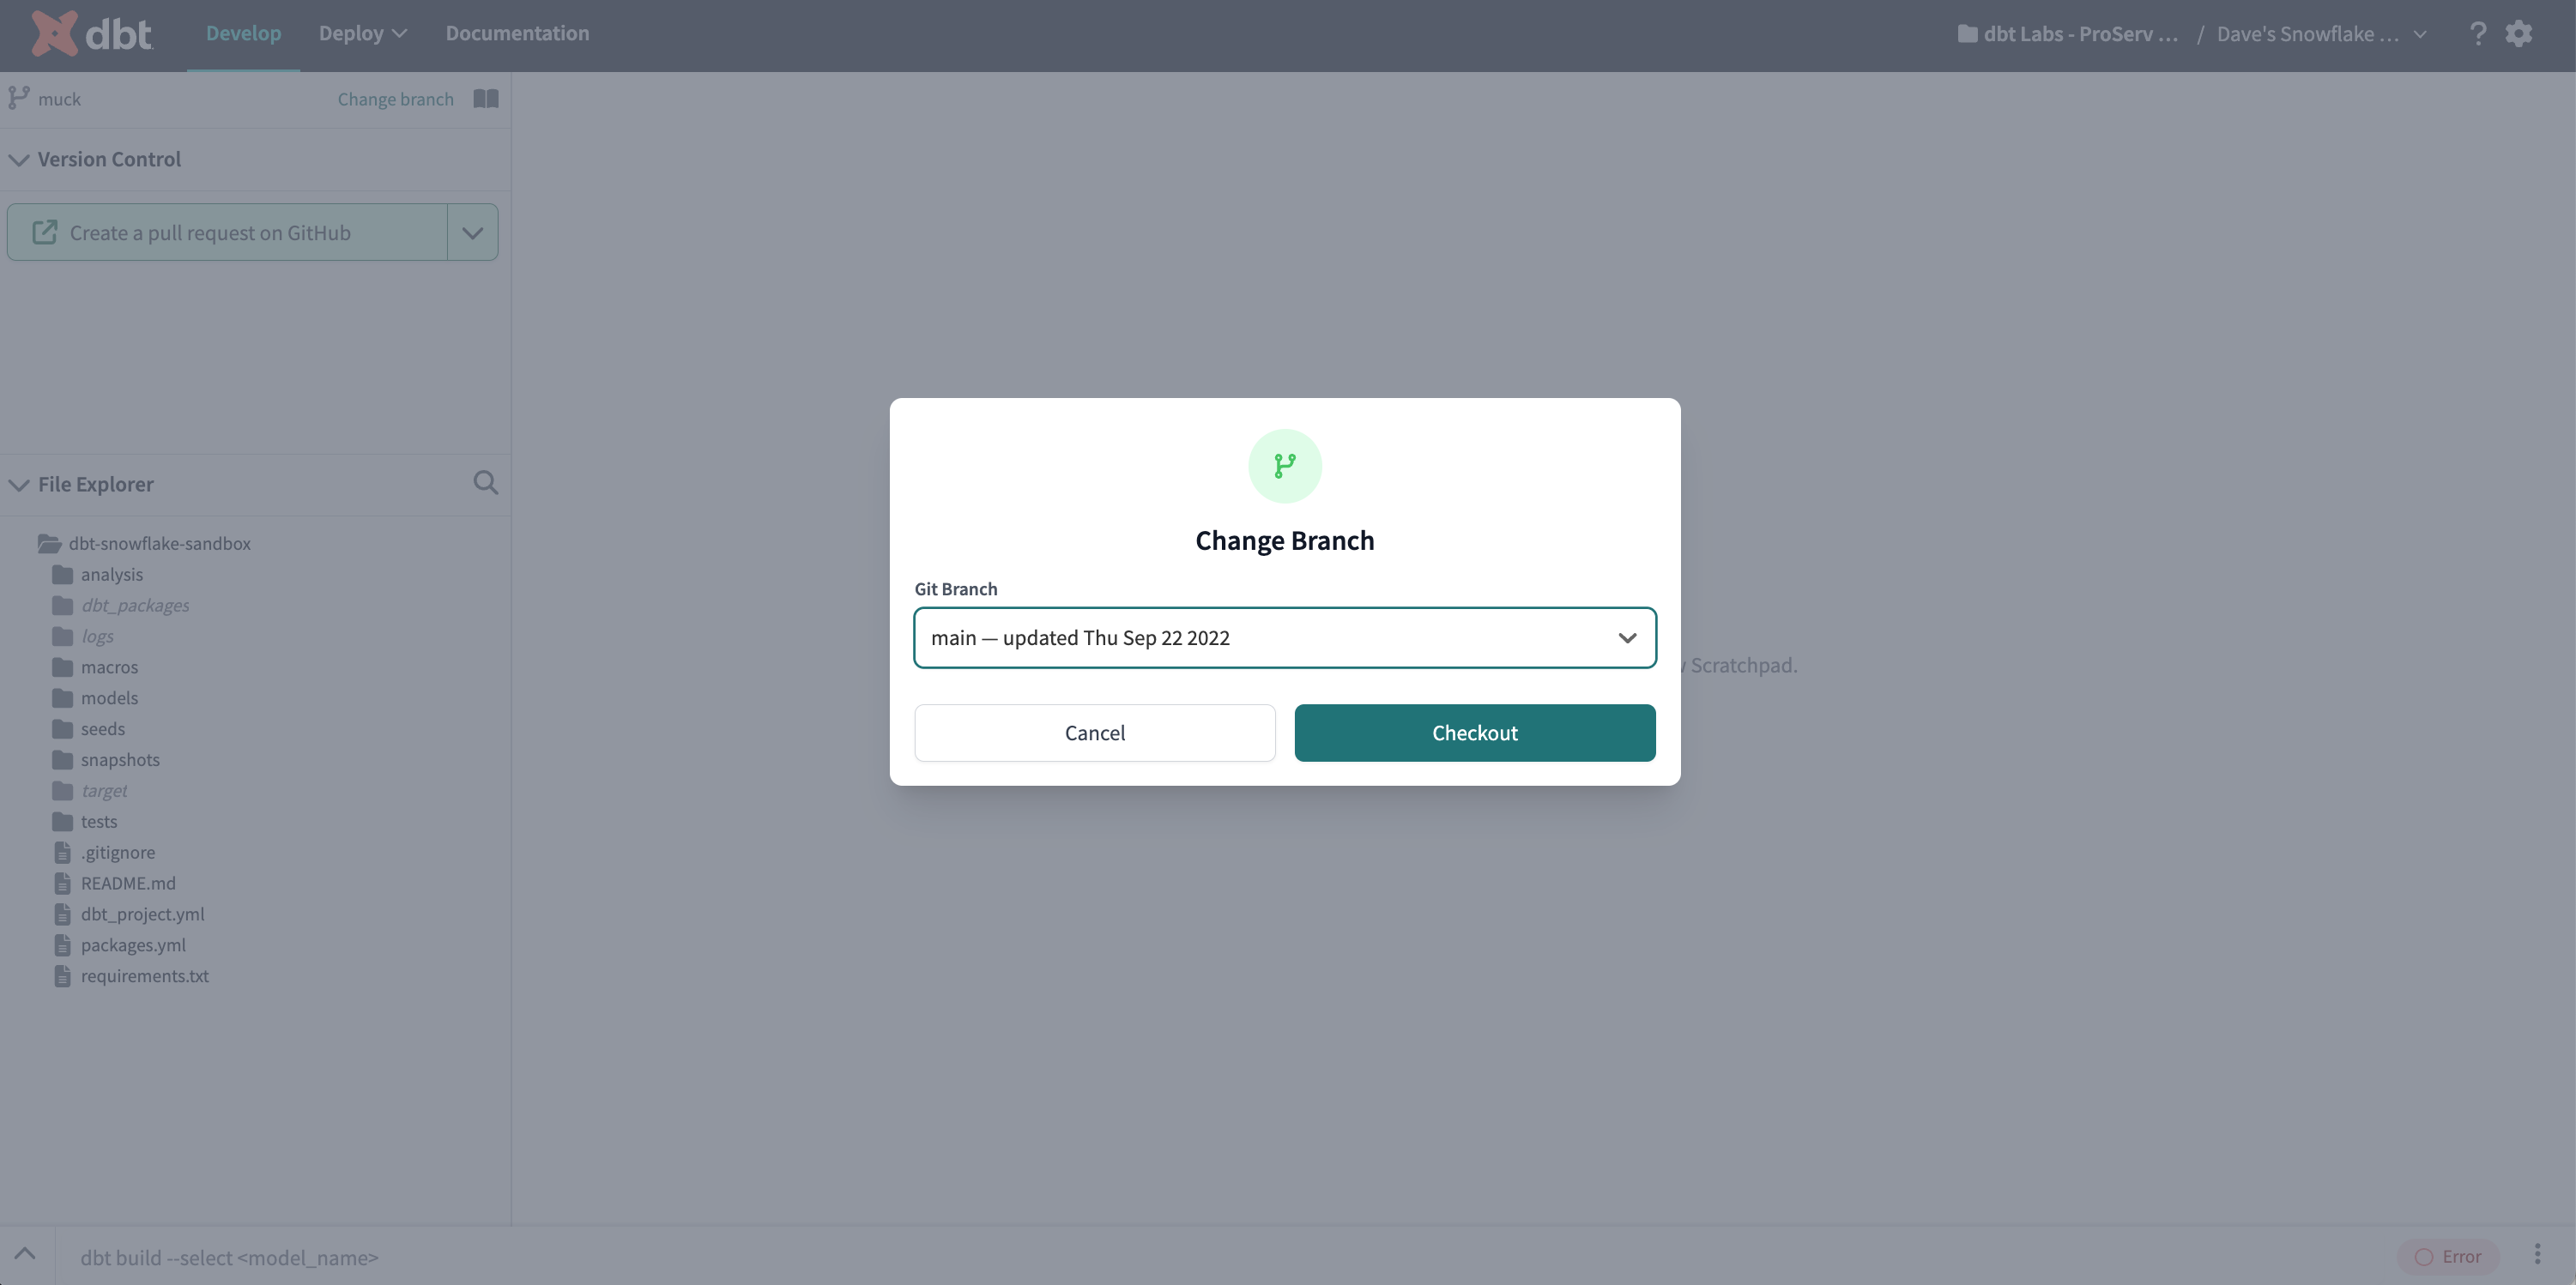 dbt Develop Deploy Documentation dbt Labs - ProServ ... / Dave's Snowflake ... ?
muck Change branch
Version Control
Create a pull request on GitHub
File Explorer
dbt-snowflake-sandbox
analysis
dbt_packages
logs
macros
models
seeds
snapshots
target
tests
.gitignore
README.md
dbt_project.yml
packages.yml
requirements.txt
Change Branch
Git Branch
main — updated Thu Sep 22 2022
Scratchpad.
Cancel Checkout
dbt build --select <model_name> Error